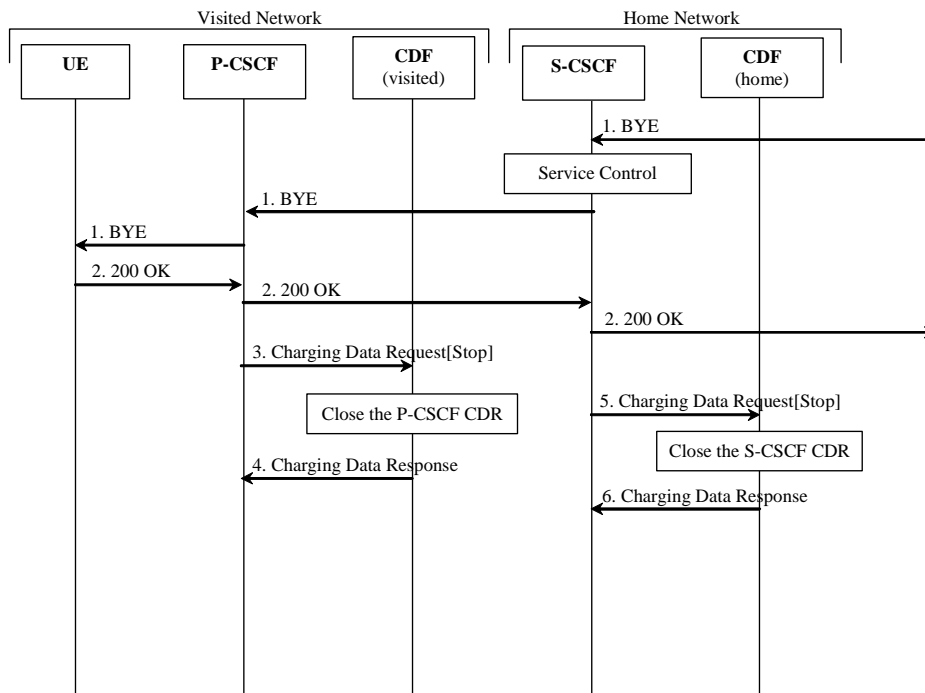 Visited Network
Home Network
UE
P-CSCF
CDF
(visited)
S-CSCF
CDF
(home)
1. BYE
Service Control
1. BYE
1. BYE
2. 200 OK
2. 200 OK
2. 200 OK
3. Charging Data Request[Stop]
Close the P-CSCF CDR
5. Charging Data Request[Stop]
Close the S-CSCF CDR
4. Charging Data Response
6. Charging Data Response